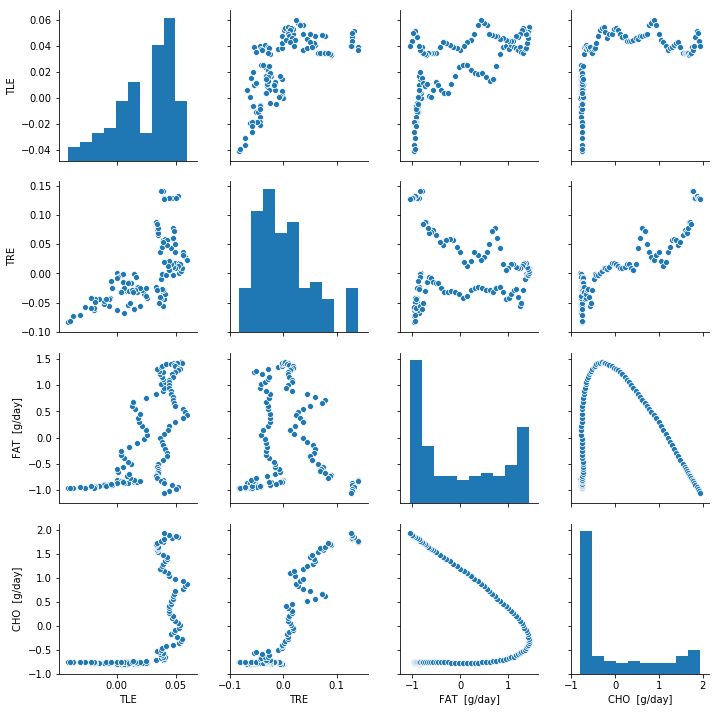 0.06
0.04
0.02
0.00
−0.02
−0.04
TLE
0.15
0.10
0.05
0.00
−0.05
−0.10
TRE
1.5
1.0
0.5
0.0
−0.5
−1.0
FAT [g/day]
2.0
1.5
1.0
0.5
0.0
−0.5
−1.0
CHO [g/day]
0.00 0.05
TLE
−0.1 0.0 0.1
TRE
−1 0 1
FAT [g/day]
−1 0 1 2
CHO [g/day]